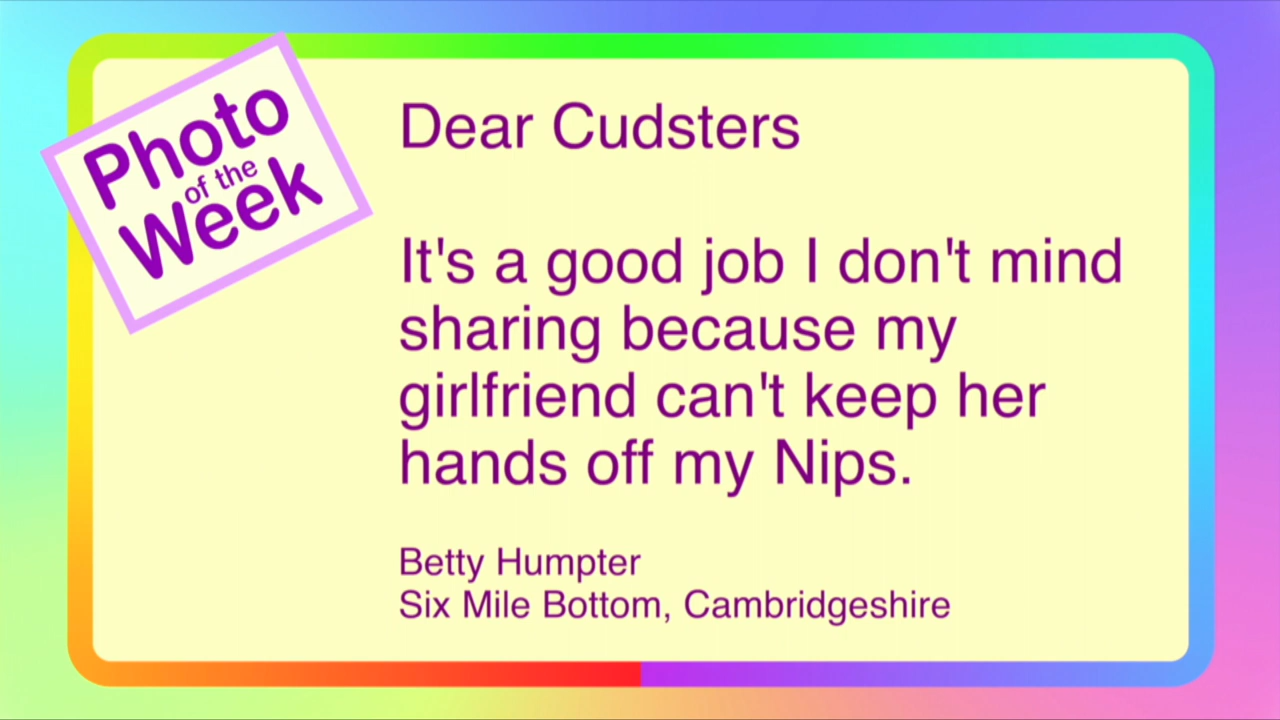 Photo
of the
Week
Dear Cudsters
It's a good job I don't mind
sharing because my
girlfriend can't keep her
hands off my Nips.
Betty Humpter
Six Mile Bottom, Cambridgeshire